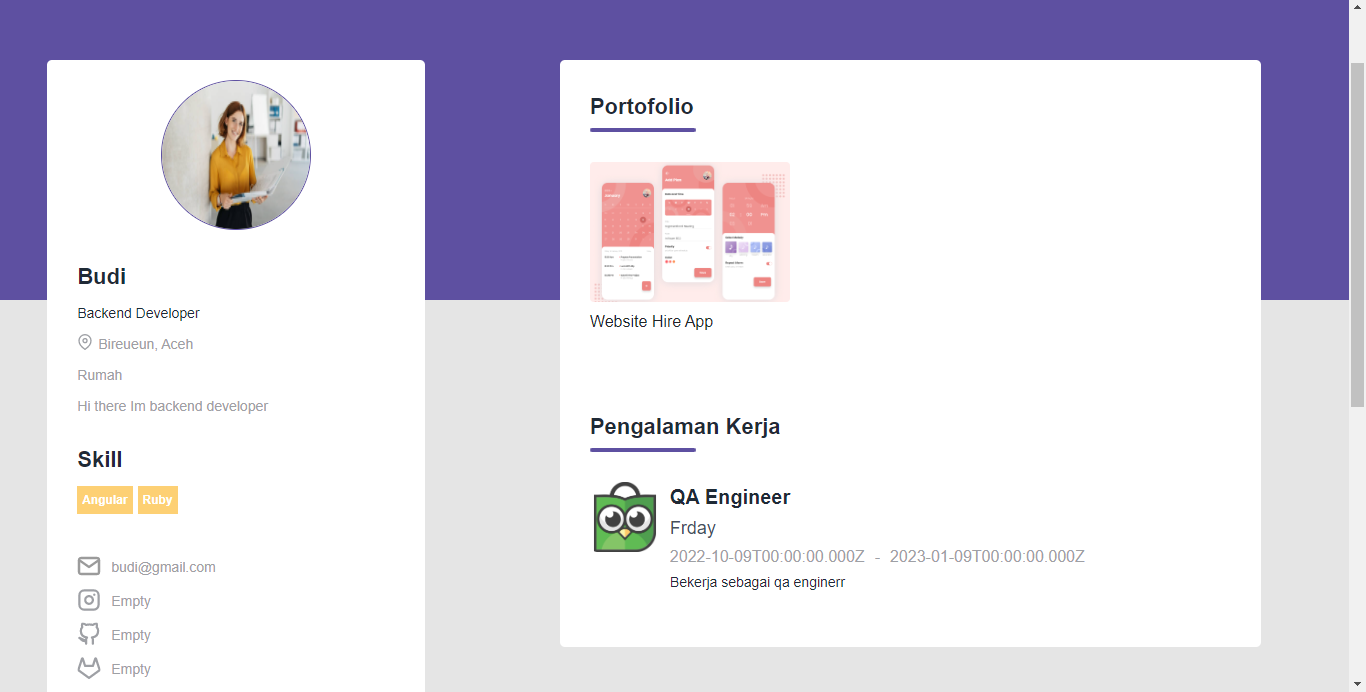 Budi
Backend Developer
Bireueun, Aceh
Rumah
Hi there Im backend developer
Skill
Angular Ruby
budi@gmail.com
Empty
Empty
Empty
Portofolio
Website Hire App
Pengalaman Kerja
QA Engineer
Frday
2022-10-09T00:00:00.000Z - 2023-01-09T00:00:00.000Z
Bekerja sebagai qa enginerr